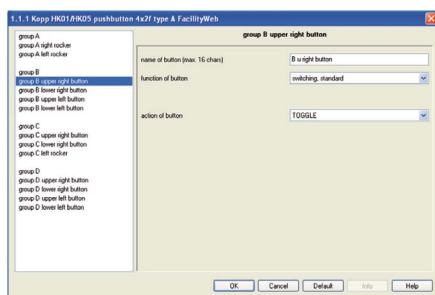 1.1.1 Kopp HK01/HK05 pushbutton 4x2f type A FacilityWeb
group A
group A right rocker
group A left rocker
group B
group B upper right button
group B lower right button
group B upper left button
group B lower left button
group C
group C upper right button
group C lower right button
group C left rocker
group D
group D upper right button
group D lower right button
group D upper left button
group D lower left button
group B upper right button
name of button (max. 16 chars)
B u right button
function of button
switching, standard
action of button
TOGGLE
OK
Cancel
Default
Info
Help